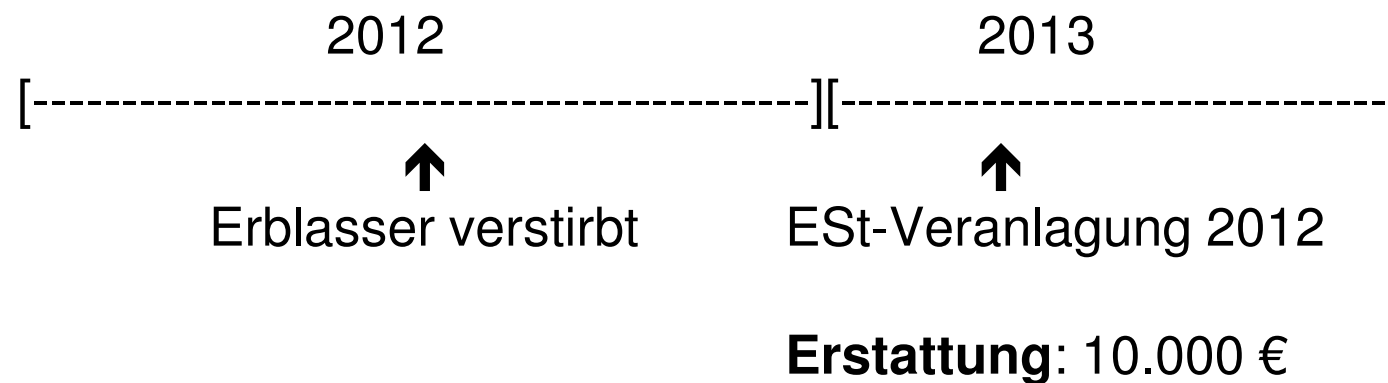 2012 2013
[-------------------------------------------][------------------------------
Erblasser verstirbt ESt-Veranlagung 2012
Erstattung: 10.000 €